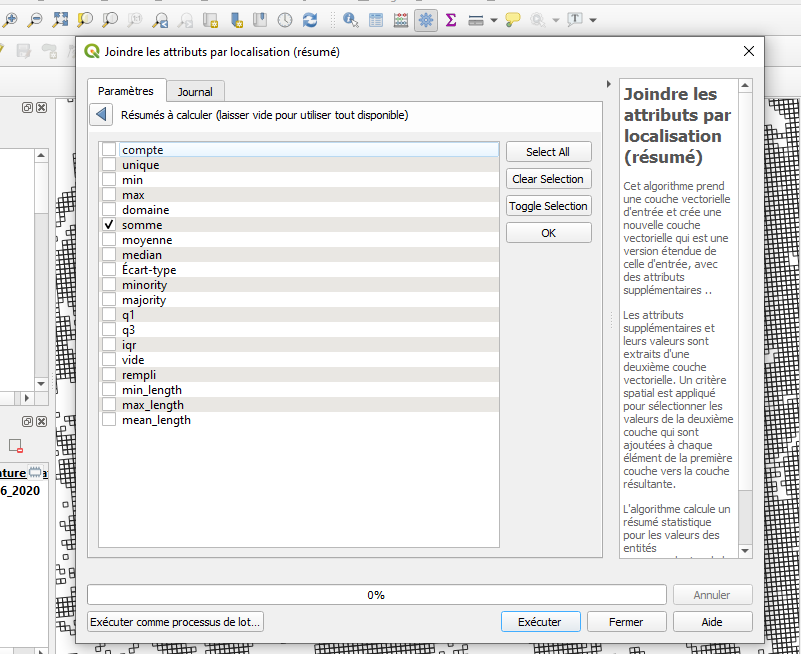 Joindre les attributs par localisation (résumé)
Paramètres
Journal
Résumés à calculer (laisser vide pour utiliser tout disponible)
compte
unique
min
max
domaine
somme
moyenne
median
Écart-type
minority
majority
q1
q3
iqr
vide
rempli
min_length
max_length
mean_length
Select All
Clear Selection
Toggle Selection
OK
Joindre les
attributs par
localisation
(résumé)
Cet algorithme prend
une couche vectorielle
d'entrée et crée une
nouvelle couche
vectorielle qui est une
version étendue de
celle d'entrée, avec
des attributs
supplémentaires ..
Les attributs
supplémentaires et
leurs valeurs sont
extraits d'une
deuxième couche
vectorielle. Un critère
spatial est appliqué
pour sélectionner les
valeurs de la deuxième
couche qui sont
ajoutées à chaque
élément de la première
couche vers la couche
résultante.
L'algorithme calcule un
résumé statistique
pour les valeurs des
entités
ature
6_2020
0%
Annuler
Exécuter comme processus de lot...
Exécuter
Fermer
Aide